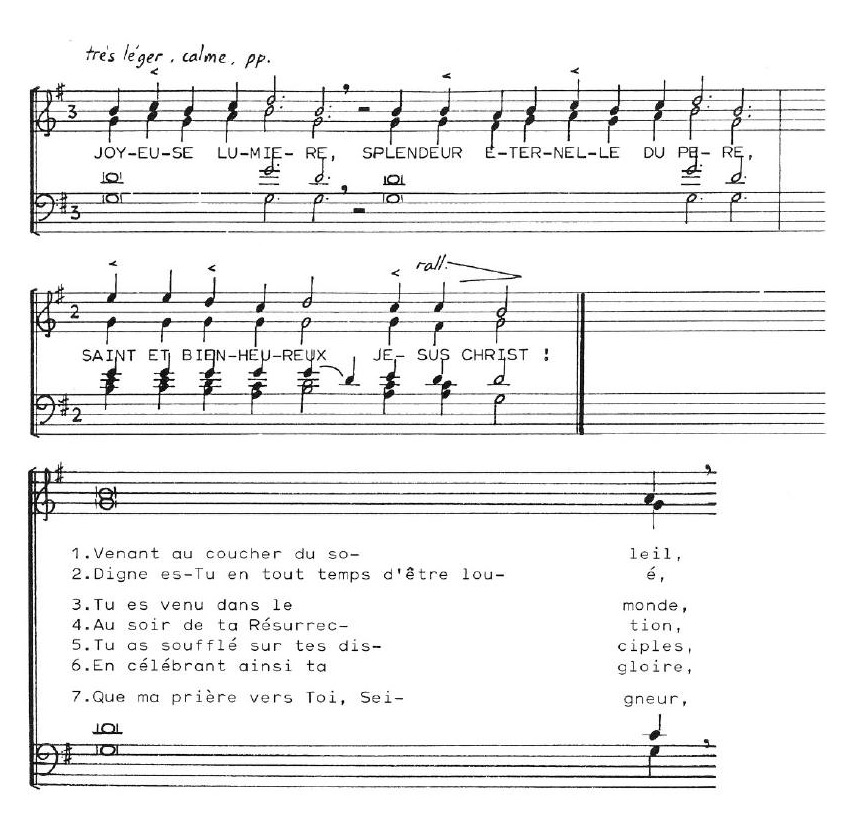 très léger, calme, pp.
3
JOY-EU-SE LU-MIE-RE, SPLENDEUR E-TER-NEL-LE DU PE-RE,
3
rall.
2
SAINT ET BIEN-HEU-REUX JE-SUS CHRIST !
2
1.Venant au coucher du so- leil,
2.Digne es-Tu en tout temps d'être lou- é,
3.Tu es venu dans le monde,
4.Au soir de ta Résurrec- tion,
5.Tu as soufflé sur tes dis- ciples,
6.En célébrant ainsi ta gloire,
7.Que ma prière vers Toi, Sei- gneur,